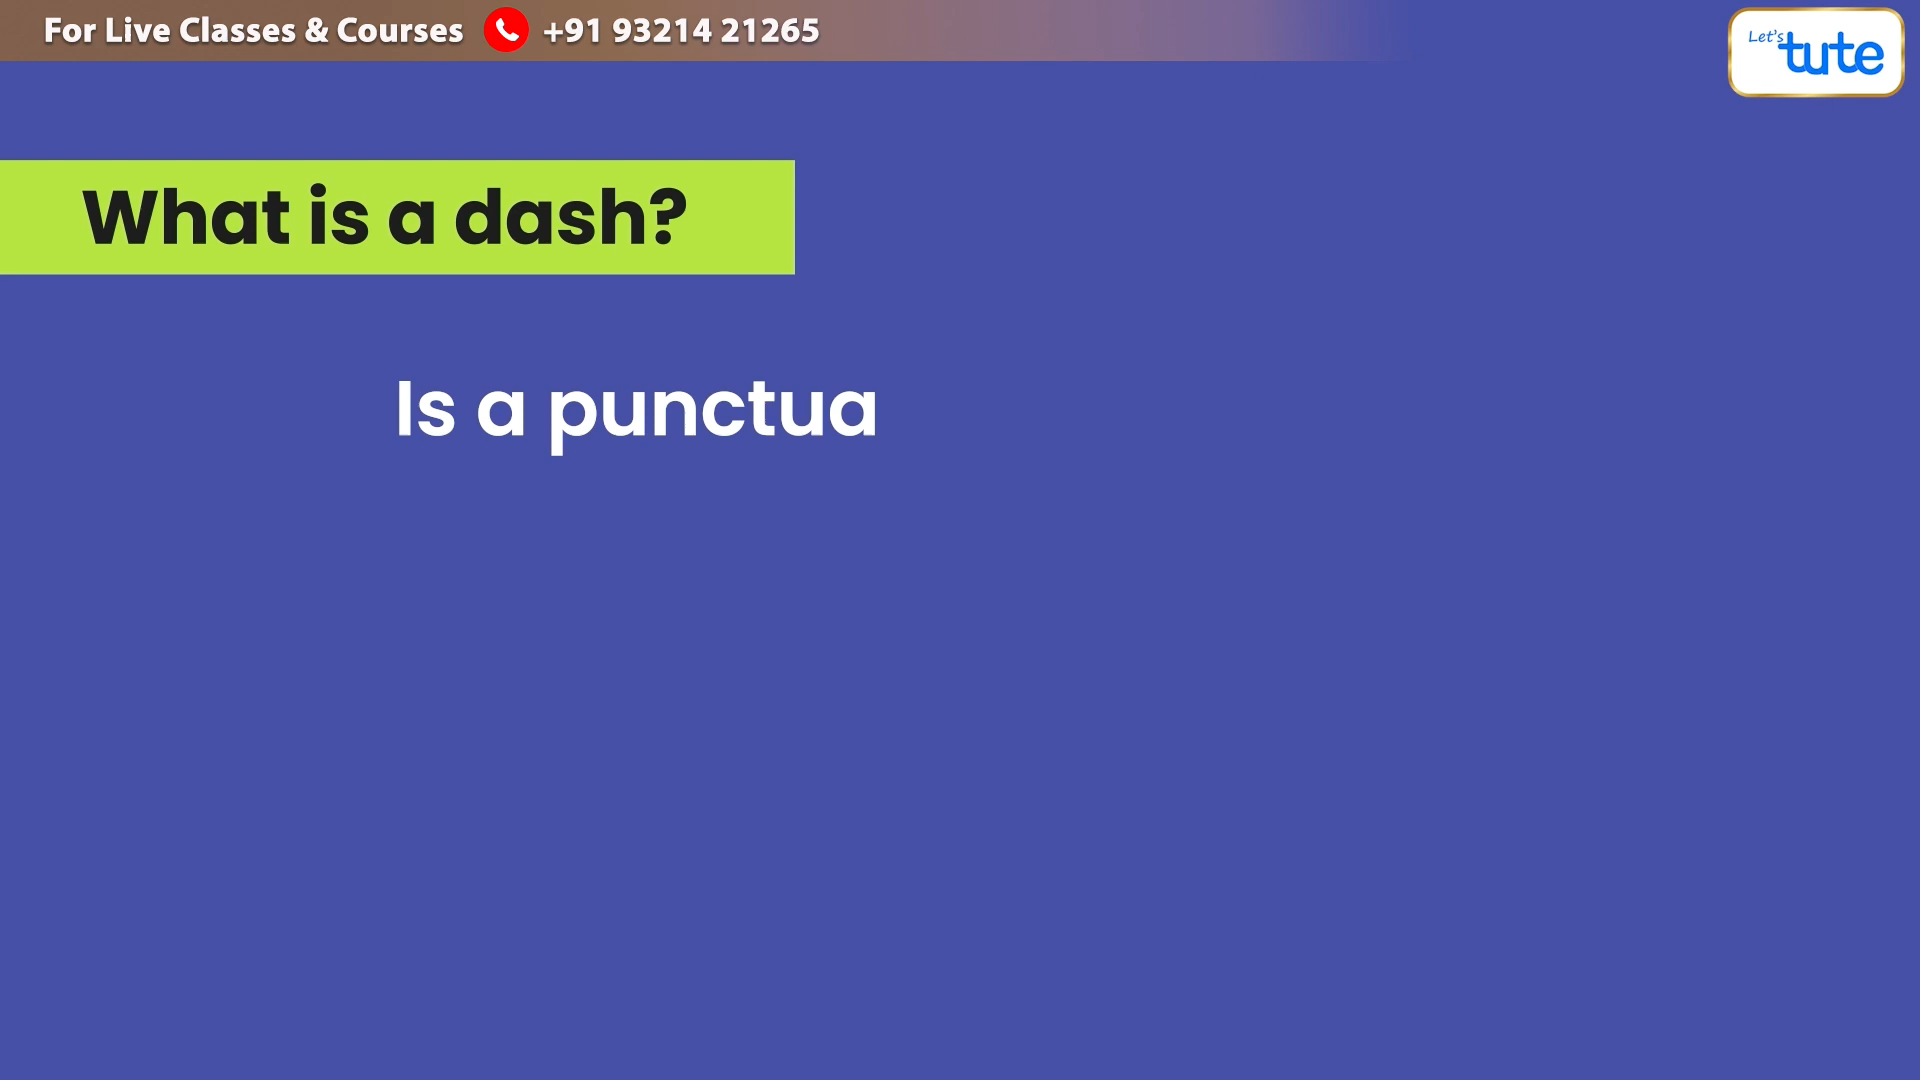 For Live Classes & Courses +91 93214 21265
Let's tute
What is a dash?
Is a punctua